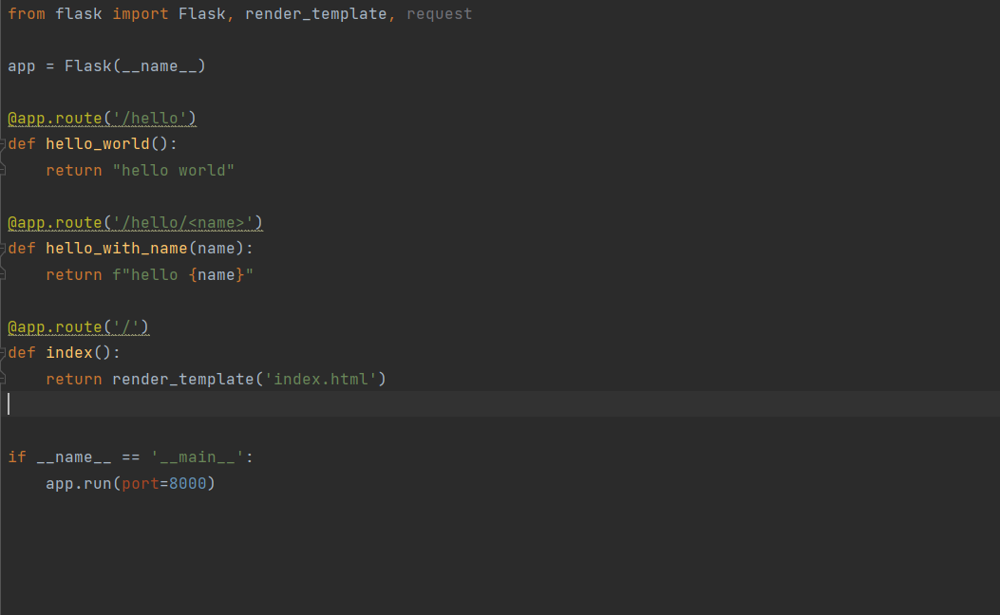 from flask import Flask, render_template, request
app = Flask(__name__)
@app.route('/hello')
def hello_world():
    return "hello world"
@app.route('/hello/<name>')
def hello_with_name(name):
    return f"hello {name}"
@app.route('/')
def index():
    return render_template('index.html')
if __name__ == '__main__':
    app.run(port=8000)